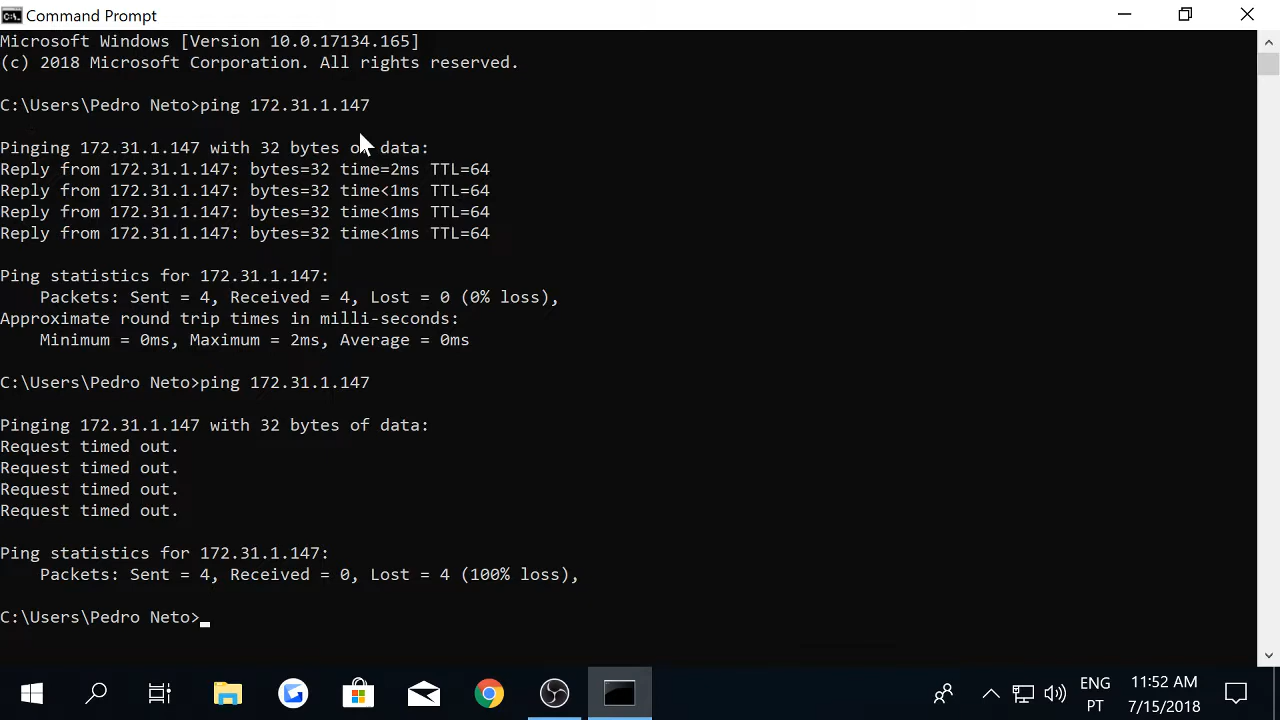 Command Prompt
Microsoft Windows [Version 10.0.17134.165]
(c) 2018 Microsoft Corporation. All rights reserved.
C:\Users\Pedro Neto>ping 172.31.1.147
Pinging 172.31.1.147 with 32 bytes of data:
Reply from 172.31.1.147: bytes=32 time=2ms TTL=64
Reply from 172.31.1.147: bytes=32 time<1ms TTL=64
Reply from 172.31.1.147: bytes=32 time<1ms TTL=64
Reply from 172.31.1.147: bytes=32 time<1ms TTL=64
Ping statistics for 172.31.1.147:
    Packets: Sent = 4, Received = 4, Lost = 0 (0% loss),
Approximate round trip times in milli-seconds:
    Minimum = 0ms, Maximum = 2ms, Average = 0ms
C:\Users\Pedro Neto>ping 172.31.1.147
Pinging 172.31.1.147 with 32 bytes of data:
Request timed out.
Request timed out.
Request timed out.
Request timed out.
Ping statistics for 172.31.1.147:
    Packets: Sent = 4, Received = 0, Lost = 4 (100% loss),
C:\Users\Pedro Neto>
ENG 11:52 AM
PT 7/15/2018